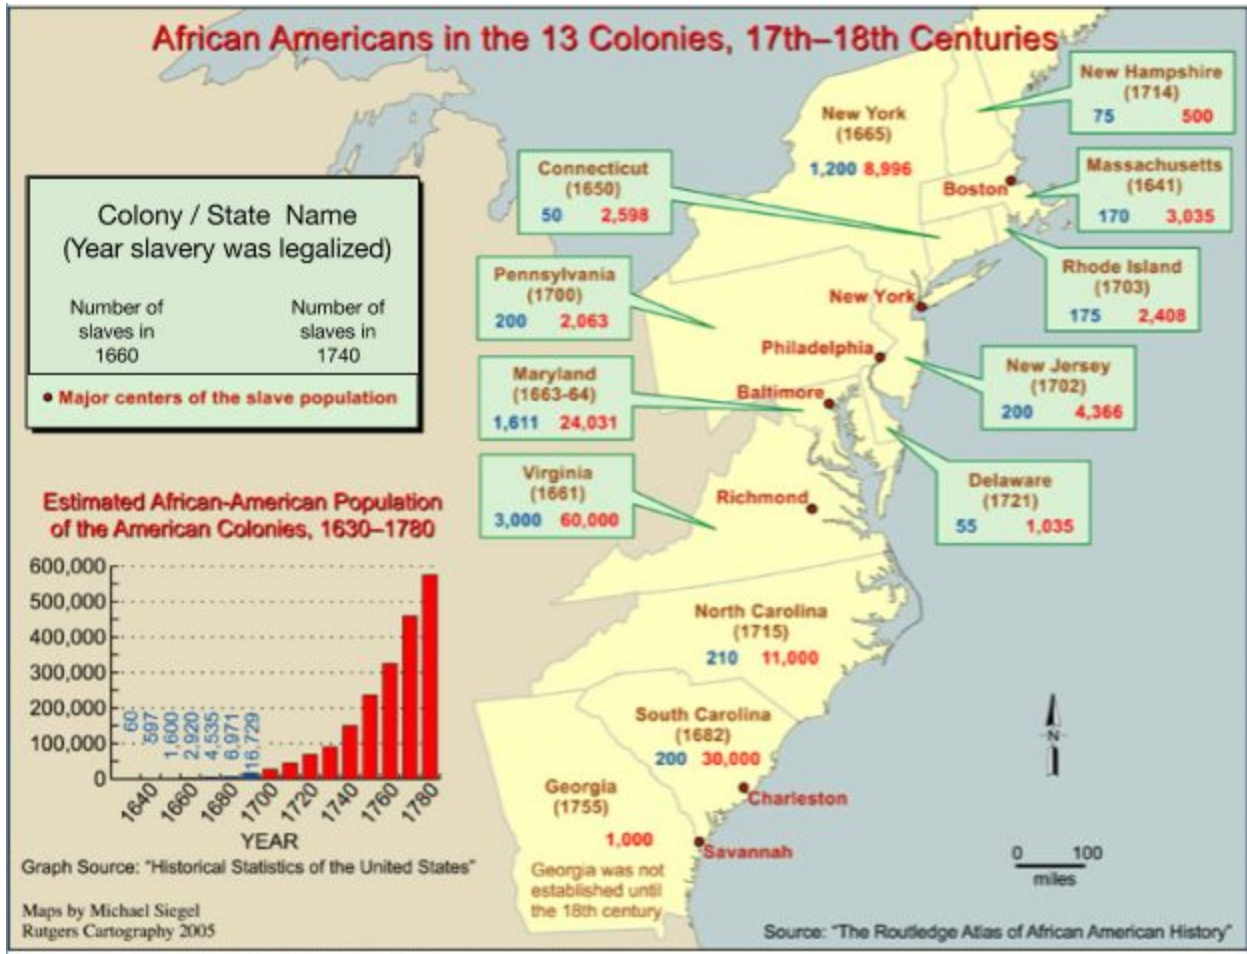 African Americans in the 13 Colonies, 17th–18th Centuries
New Hampshire
(1714)
75 500
New York
(1665)
1,200 8,996
Connecticut
(1650)
50 2,598
Massachusetts
(1641)
170 3,035
Boston
Colony / State Name
(Year slavery was legalized)
Number of
slaves in
1660
Number of
slaves in
1740
Major centers of the slave population
Pennsylvania
(1700)
200 2,063
Rhode Island
(1703)
175 2,408
New York
Philadelphia
Maryland
(1663-64)
1,611 24,031
Baltimore
New Jersey
(1702)
200 4,366
Virginia
(1661)
3,000 60,000
Richmond
Delaware
(1721)
55 1,035
Estimated African-American Population
of the American Colonies, 1630–1780
600,000
500,000
400,000
300,000
200,000
100,000
0
60
597
1,600
2,920
4,535
6,971
16,729
1640
1660
1680
1700
1720
1740
1760
1780
YEAR
Graph Source: "Historical Statistics of the United States"
Maps by Michael Siegel
Rutgers Cartography 2005
North Carolina
(1715)
210 11,000
South Carolina
(1682)
200 30,000
Charleston
Georgia
(1755)
1,000
Georgia was not
established until
the 18th century
Savannah
N
0 100
miles
Source: "The Routledge Atlas of African American History"